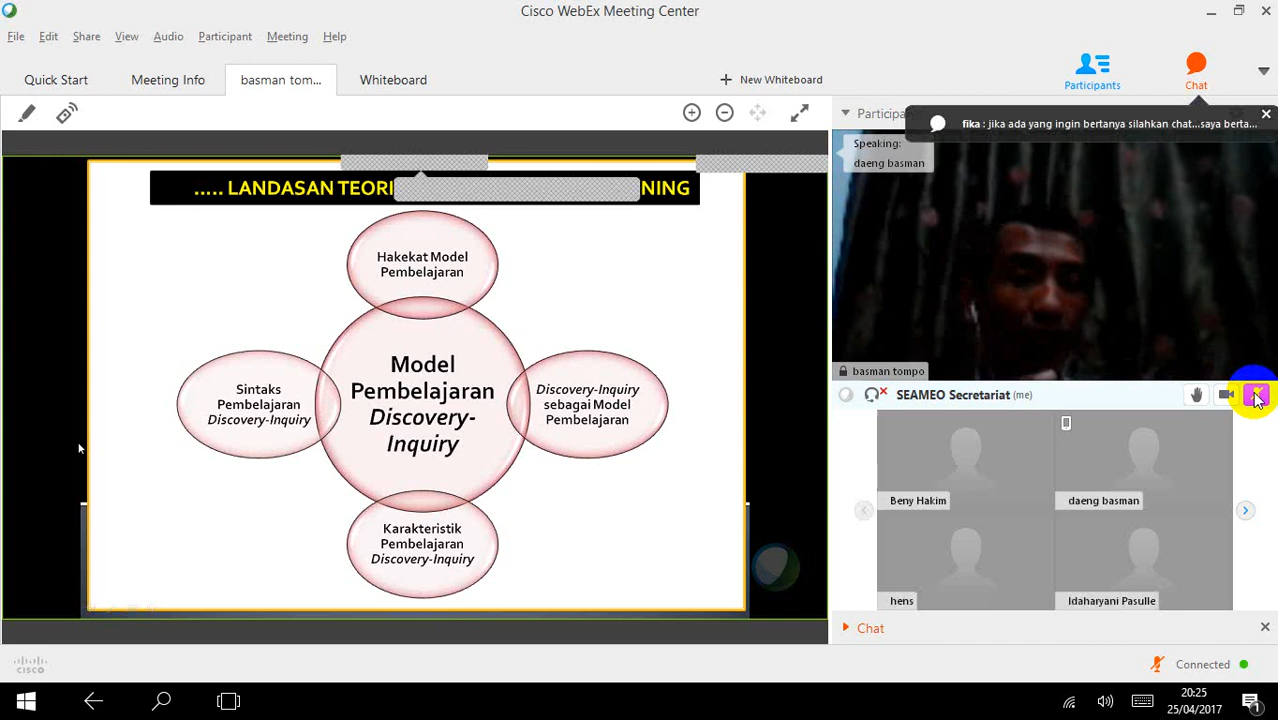 Cisco WebEx Meeting Center
File Edit Share View Audio Participant Meeting Help
Quick Start Meeting Info basman tom... Whiteboard + New Whiteboard
Participants Chat
fika : jika ada yang ingin bertanya silahkan chat...saya berta...
Speaking:
daeng basman
..... LANDASAN TEORI NING
Hakekat Model
Pembelajaran
Sintaks
Pembelajaran
Discovery-Inquiry
Model
Pembelajaran
Discovery-
Inquiry
Discovery-Inquiry
sebagai Model
Pembelajaran
Karakteristik
Pembelajaran
Discovery-Inquiry
basman tompo
SEAMEO Secretariat (me)
Beny Hakim
daeng basman
hens
Idaharyani Pasulle
Chat
cisco
Connected
20:25
25/04/2017
1